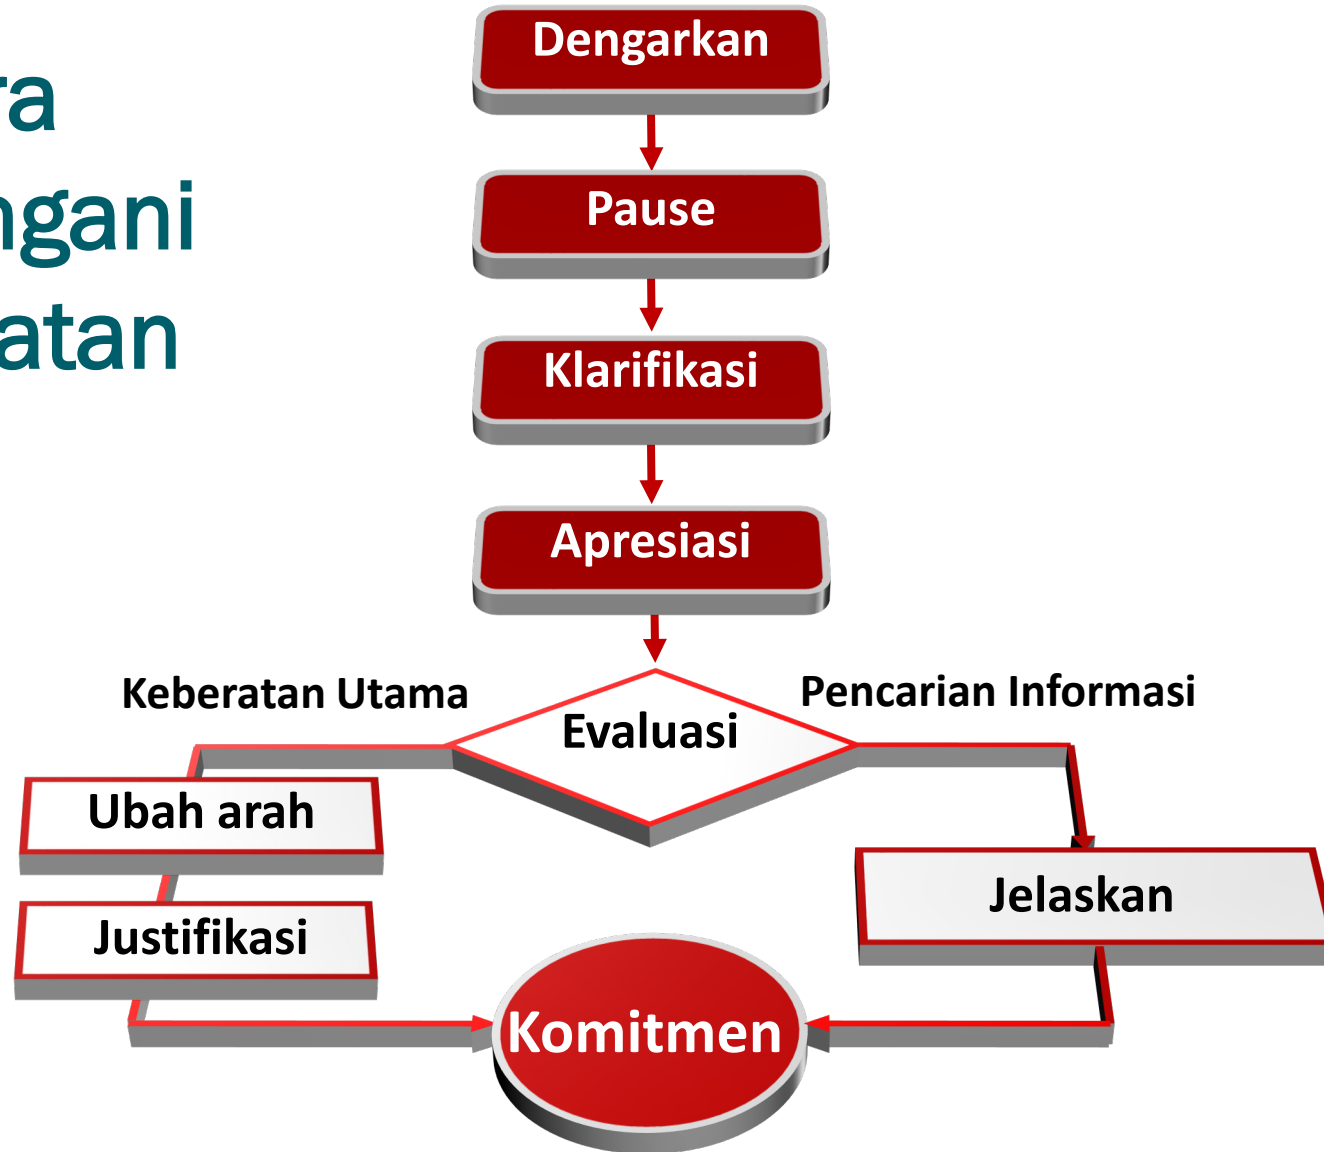 ra
ngani
atan
Dengarkan
Pause
Klarifikasi
Apresiasi
Keberatan Utama
Evaluasi
Pencarian Informasi
Ubah arah
Justifikasi
Jelaskan
Komitmen